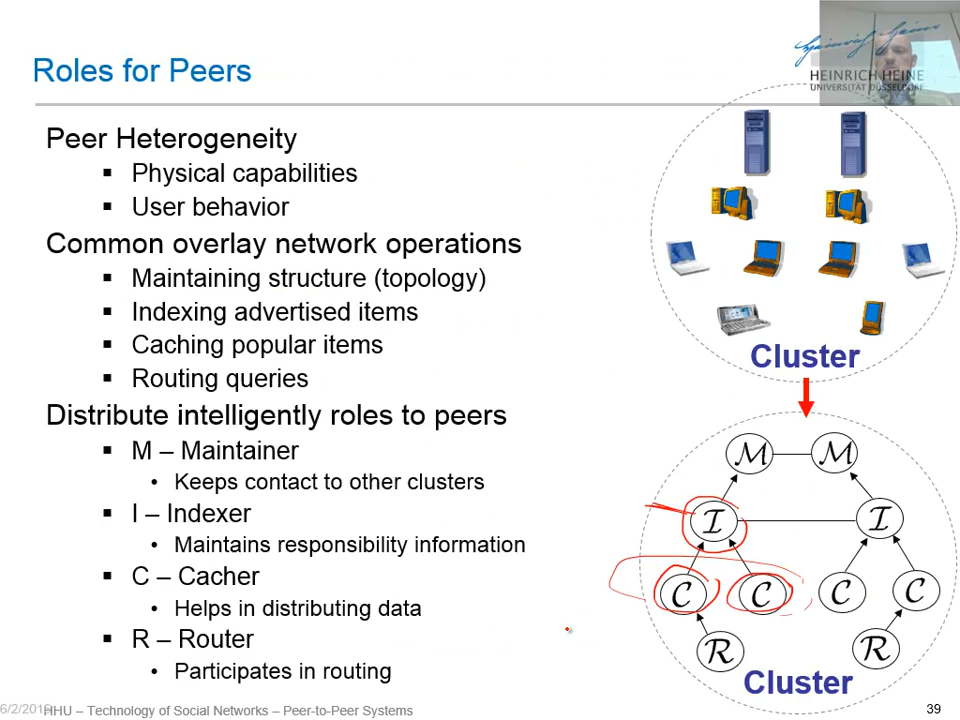 Heinrich Heine
HEINRICH HEINE
UNIVERSITÄT DÜSSELDORF
Roles for Peers
Peer Heterogeneity
▪ Physical capabilities
▪ User behavior
Common overlay network operations
▪ Maintaining structure (topology)
▪ Indexing advertised items
▪ Caching popular items
▪ Routing queries
Distribute intelligently roles to peers
▪ M – Maintainer
• Keeps contact to other clusters
▪ I – Indexer
• Maintains responsibility information
▪ C – Cacher
• Helps in distributing data
▪ R – Router
• Participates in routing
Cluster
M M
I I
C C C C
R R
Cluster
6/2/201
HHU – Technology of Social Networks – Peer-to-Peer Systems
39